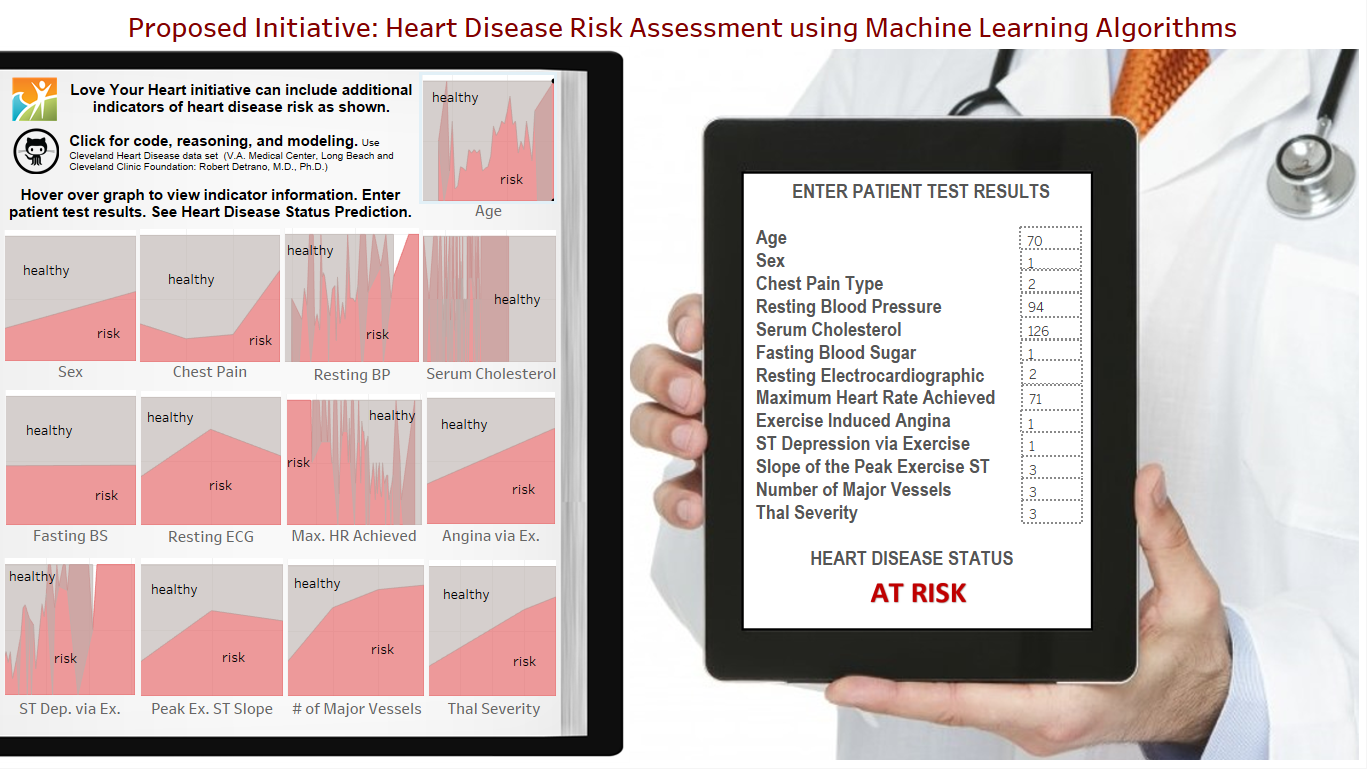 Proposed Initiative: Heart Disease Risk Assessment using Machine Learning Algorithms
Love Your Heart initiative can include additional
indicators of heart disease risk as shown.
Click for code, reasoning, and modeling. Use
Cleveland Heart Disease data set (V.A. Medical Center, Long Beach and
Cleveland Clinic Foundation: Robert Detrano, M.D., Ph.D.)
Hover over graph to view indicator information. Enter
patient test results. See Heart Disease Status Prediction.
healthy
risk
Age
healthy
risk
Sex
healthy
risk
Chest Pain
healthy
risk
Resting BP
healthy
Serum Cholesterol
healthy
risk
Fasting BS
healthy
risk
Resting ECG
healthy
risk
Max. HR Achieved
healthy
risk
Angina via Ex.
healthy
risk
ST Dep. via Ex.
healthy
risk
Peak Ex. ST Slope
healthy
risk
# of Major Vessels
healthy
risk
Thal Severity
ENTER PATIENT TEST RESULTS
Age 70
Sex 1
Chest Pain Type 2
Resting Blood Pressure 94
Serum Cholesterol 126
Fasting Blood Sugar 1
Resting Electrocardiographic 2
Maximum Heart Rate Achieved 71
Exercise Induced Angina 1
ST Depression via Exercise 1
Slope of the Peak Exercise ST 3
Number of Major Vessels 3
Thal Severity 3
HEART DISEASE STATUS
AT RISK